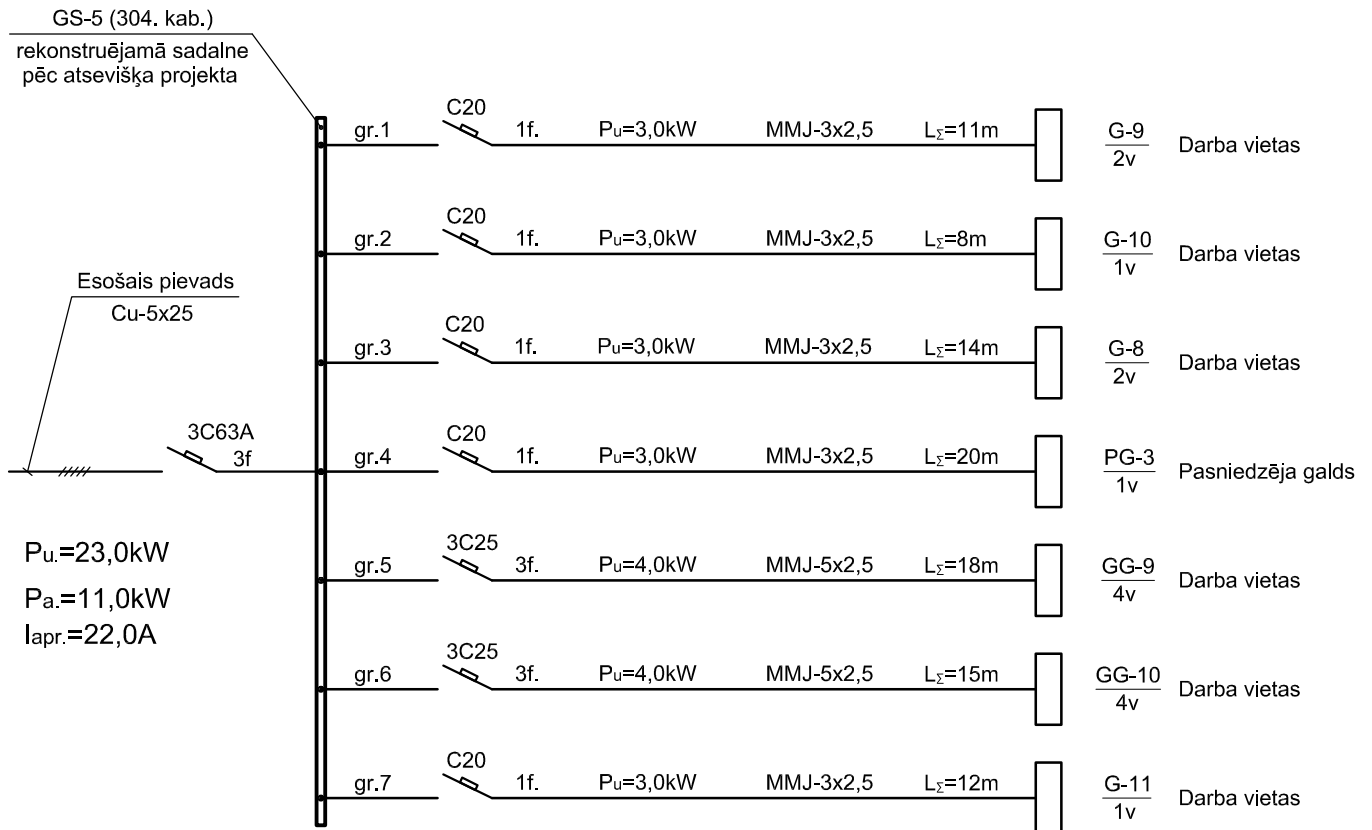 GS-5 (304. kab.)
rekonstruējamā sadalne
pēc atsevišķa projekta
gr.1 C20 1f. Pu=3,0kW MMJ-3x2,5 LΣ=11m G-9 Darba vietas
2v
gr.2 C20 1f. Pu=3,0kW MMJ-3x2,5 LΣ=8m G-10 Darba vietas
1v
Esošais pievads
Cu-5x25
gr.3 C20 1f. Pu=3,0kW MMJ-3x2,5 LΣ=14m G-8 Darba vietas
2v
3C63A
3f
gr.4 C20 1f. Pu=3,0kW MMJ-3x2,5 LΣ=20m PG-3 Pasniedzēja galds
1v
Pu.=23,0kW
Pa.=11,0kW
Iapr.=22,0A
gr.5 3C25 3f. Pu=4,0kW MMJ-5x2,5 LΣ=18m GG-9 Darba vietas
4v
gr.6 3C25 3f. Pu=4,0kW MMJ-5x2,5 LΣ=15m GG-10 Darba vietas
4v
gr.7 C20 1f. Pu=3,0kW MMJ-3x2,5 LΣ=12m G-11 Darba vietas
1v